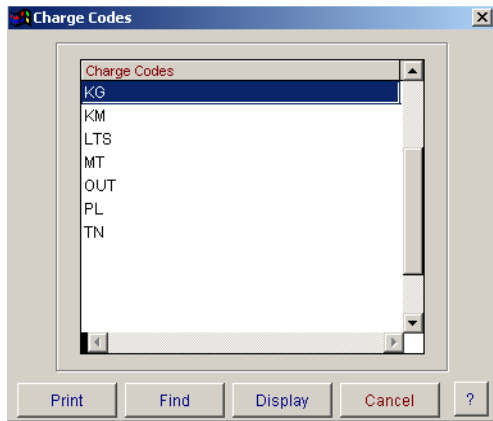 Charge Codes
Charge Codes
KG
KM
LTS
MT
OUT
PL
TN
Print Find Display Cancel ?